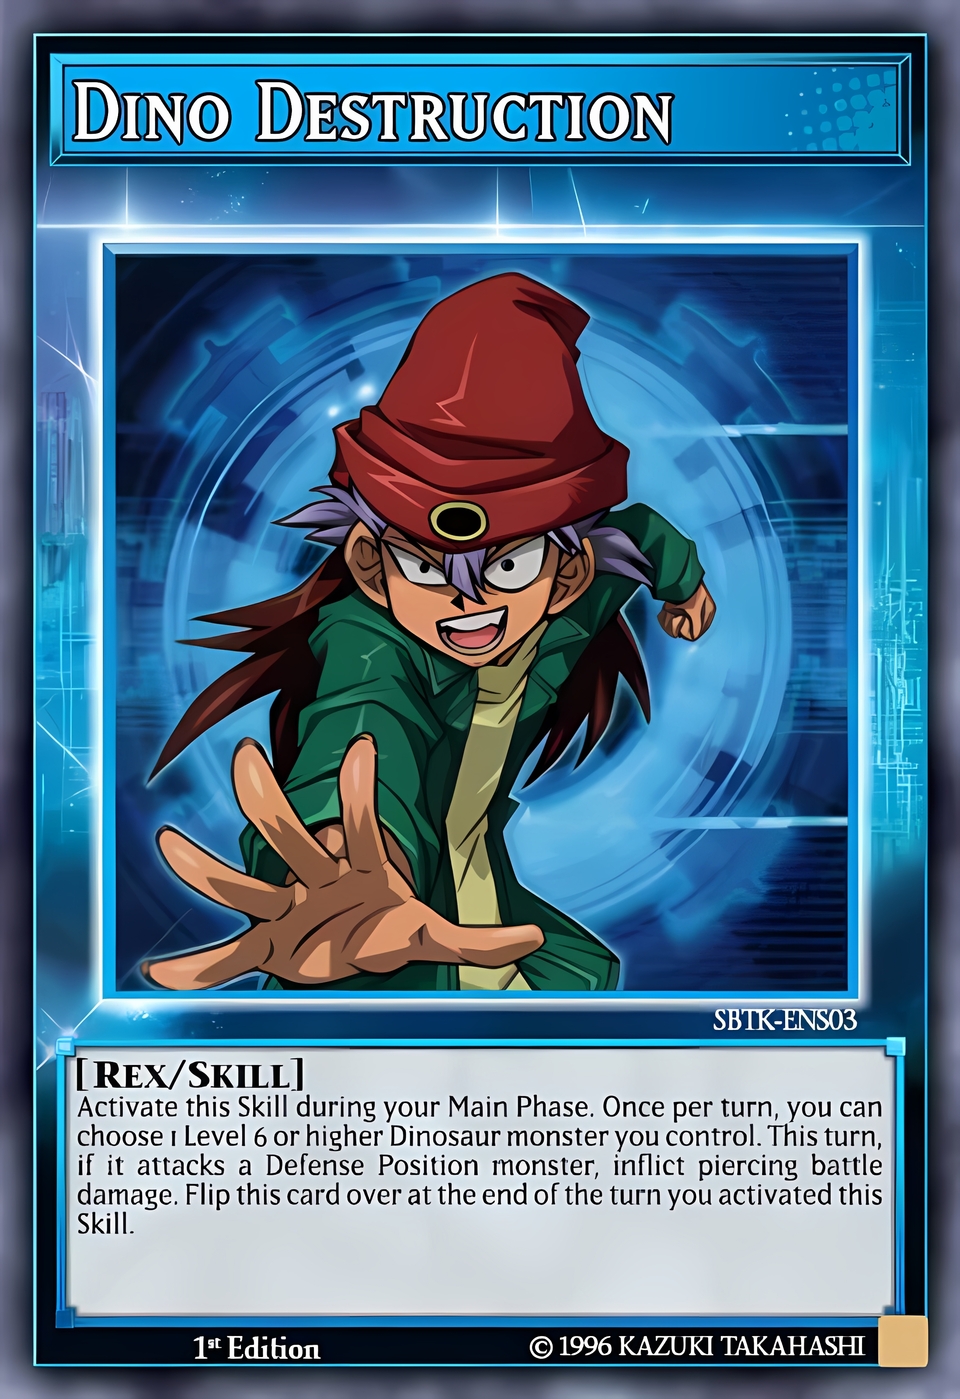 Dino Destruction
SBTK-ENS03
[Rex/Skill]
Activate this Skill during your Main Phase. Once per turn, you can
choose 1 Level 6 or higher Dinosaur monster you control. This turn,
if it attacks a Defense Position monster, inflict piercing battle
damage. Flip this card over at the end of the turn you activated this
Skill.
1st Edition
© 1996 KAZUKI TAKAHASHI